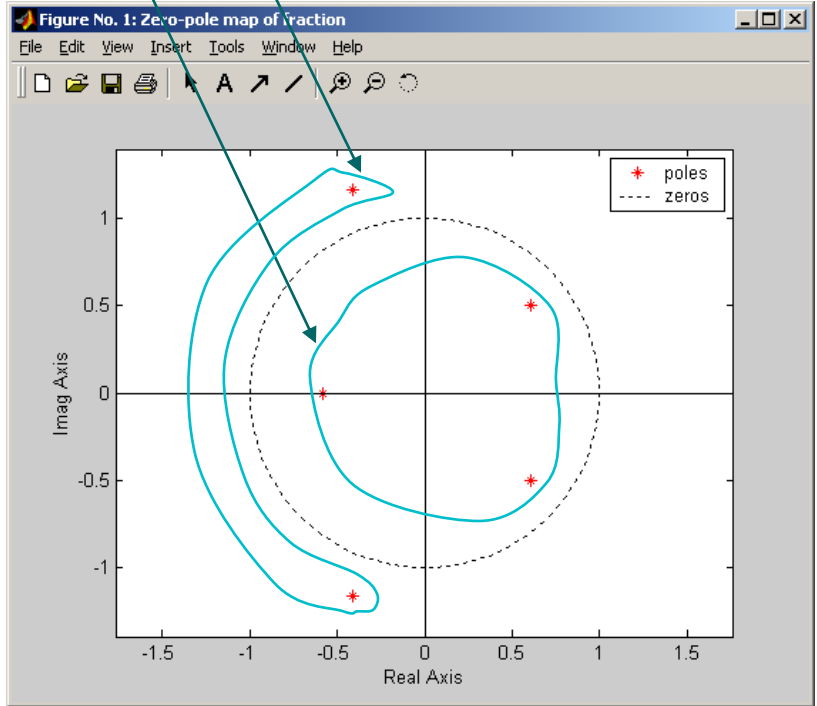 Figure No. 1: Zero-pole map of fraction
File Edit View Insert Tools Window Help
A
poles
zeros
1
0.5
0
-0.5
-1
Imag Axis
-1.5 -1 -0.5 0 0.5 1 1.5
Real Axis